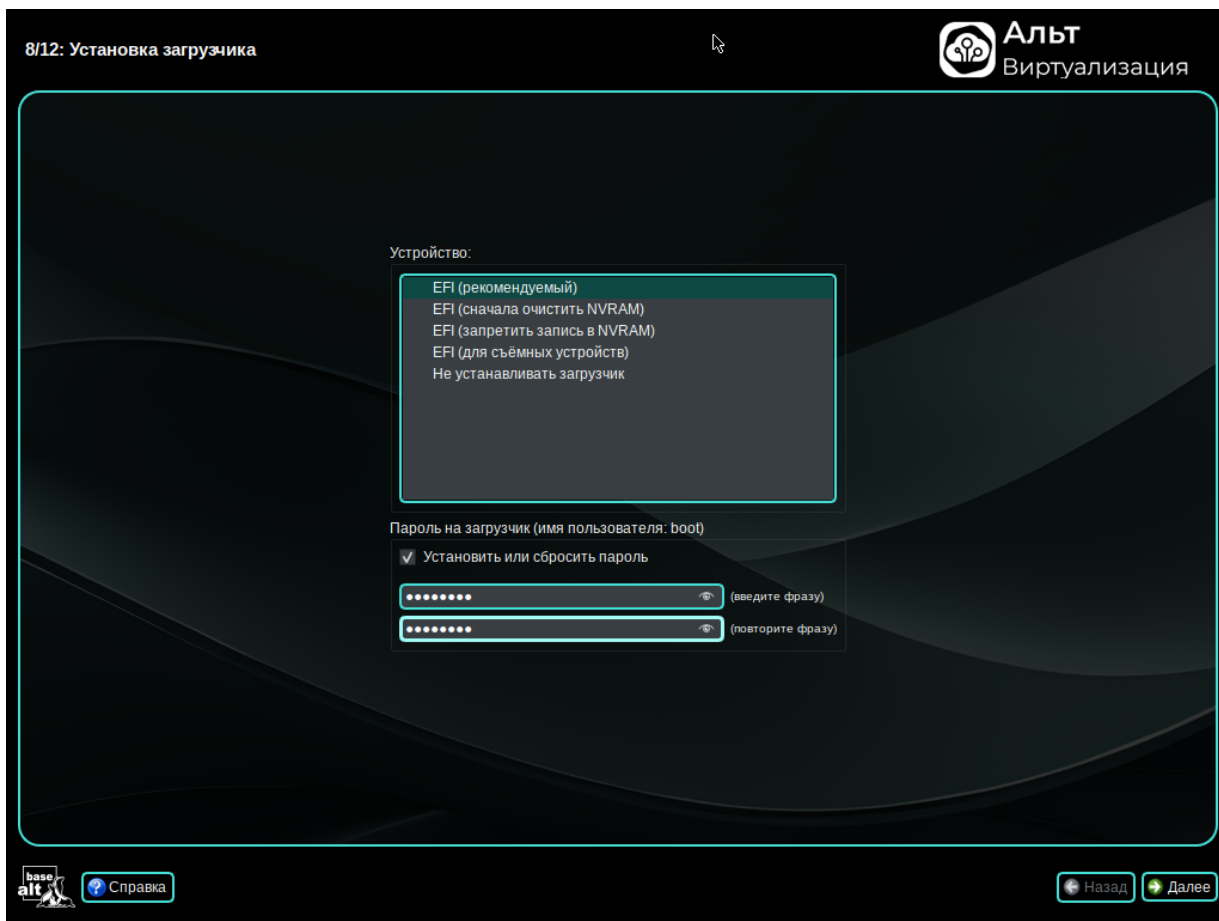 8/12: Установка загрузчика
Альт
Виртуализация
Устройство:
EFI (рекомендуемый)
EFI (сначала очистить NVRAM)
EFI (запретить запись в NVRAM)
EFI (для съёмных устройств)
Не устанавливать загрузчик
Пароль на загрузчик (имя пользователя: boot)
Установить или сбросить пароль
•••••••• (введите фразу)
•••••••• (повторите фразу)
base
alt
Справка
Назад
Далее